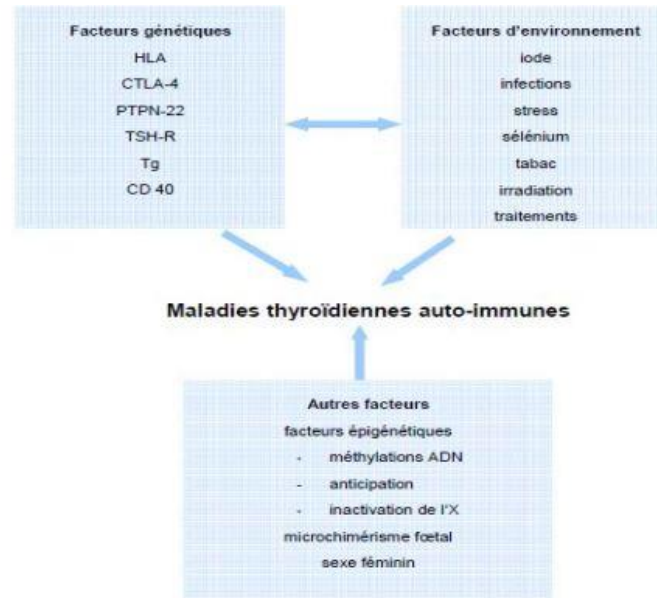 Facteurs génétiques
HLA
CTLA-4
PTPN-22
TSH-R
Tg
CD 40
Facteurs d'environnement
iode
infections
stress
sélénium
tabac
irradiation
traitements
Maladies thyroïdiennes auto-immunes
Autres facteurs
facteurs épigénétiques
- méthylations ADN
- anticipation
- inactivation de l'X
microchimérisme fœtal
sexe féminin